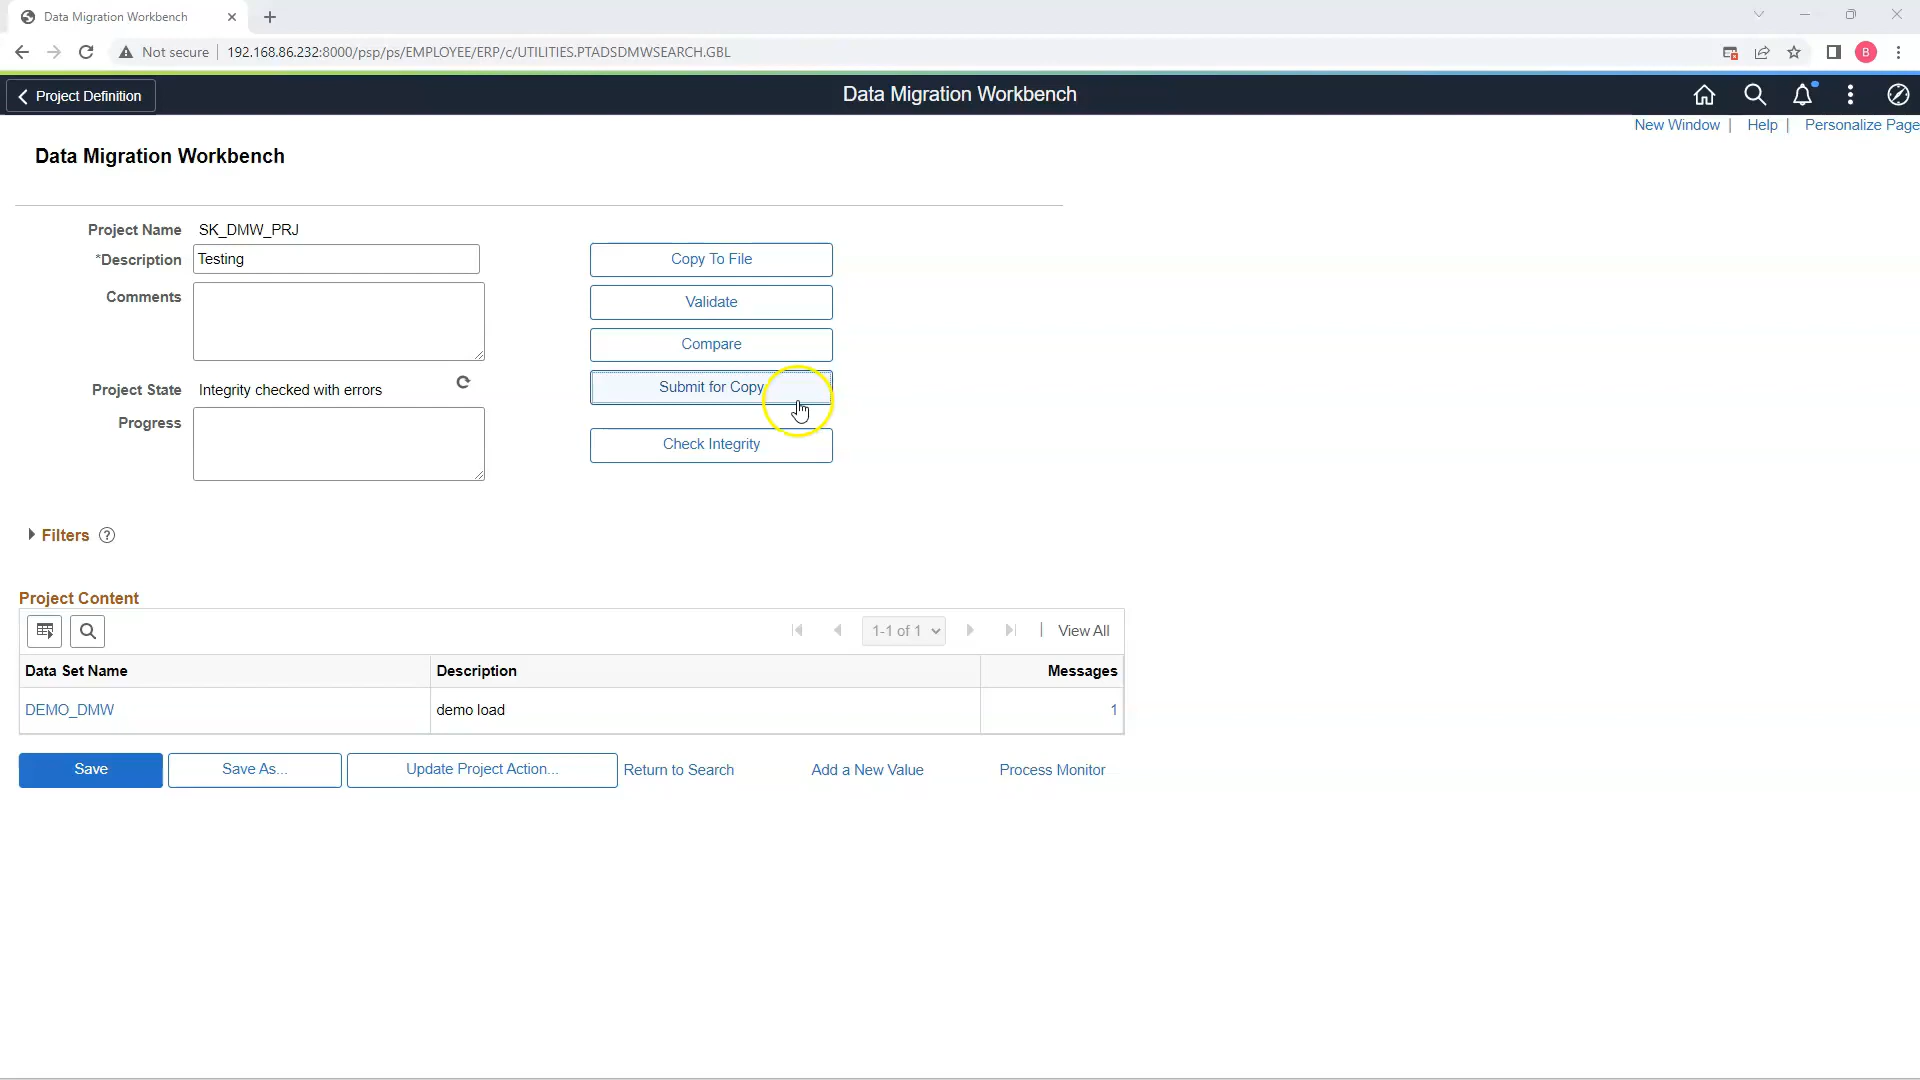 Data Migration Workbench
Not secure
192.168.86.232:8000/psp/ps/EMPLOYEE/ERP/c/UTILITIES.PTADSDMWSEARCH.GBL
B
Project Definition
Data Migration Workbench
New Window | Help | Personalize Page
Data Migration Workbench
Project Name SK_DMW_PRJ
*Description Testing
Comments
Project State Integrity checked with errors
Progress
Copy To File
Validate
Compare
Submit for Copy
Check Integrity
Filters ?
Project Content
1-1 of 1 | View All
Data Set Name Description Messages
DEMO_DMW demo load 1
Save Save As... Update Project Action... Return to Search Add a New Value Process Monitor